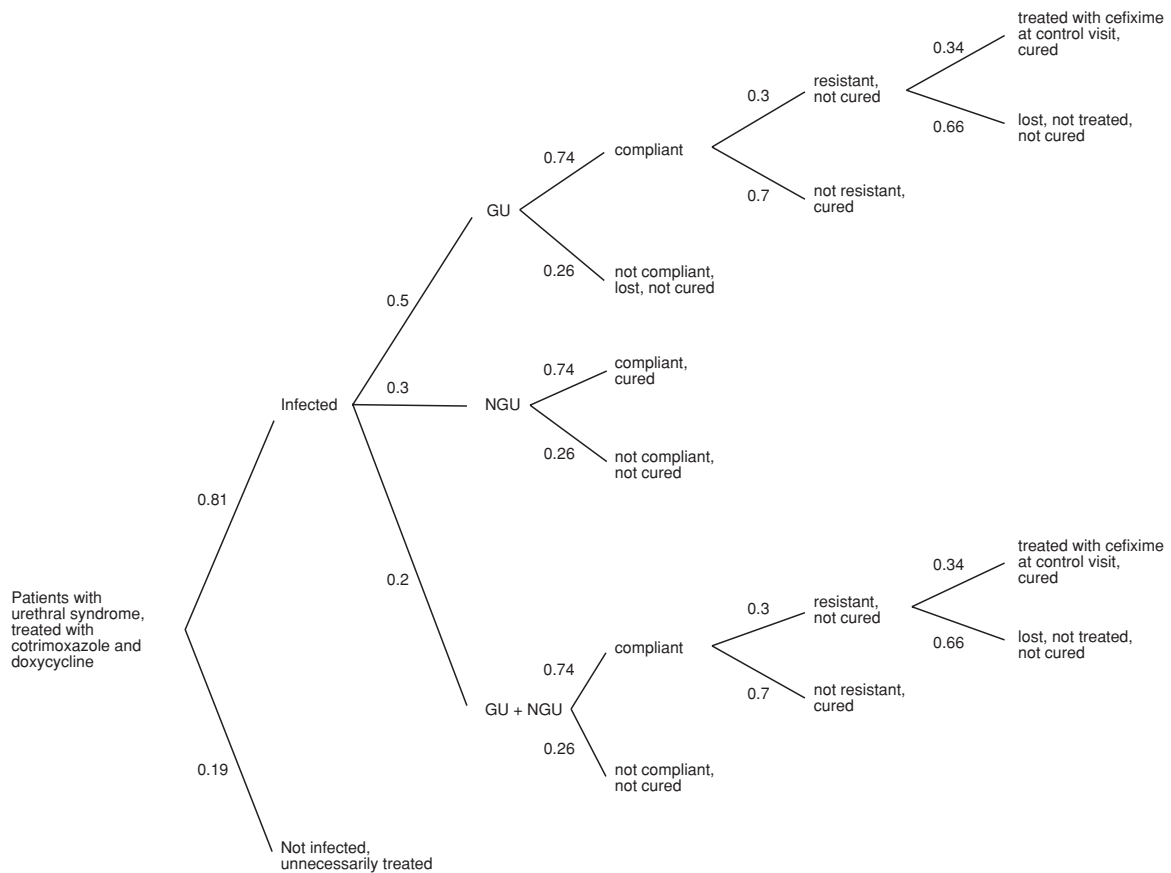 treated with cefixime
at control visit,
cured
0.34
resistant,
not cured
0.3
0.66
lost, not treated,
not cured
0.74
compliant
0.7
not resistant,
cured
GU
0.26
not compliant,
lost, not cured
0.5
0.74
compliant,
cured
0.3
Infected
NGU
0.26
not compliant,
not cured
0.81
0.2
treated with cefixime
at control visit,
cured
0.34
resistant,
not cured
0.3
0.66
lost, not treated,
not cured
Patients with
urethral syndrome,
treated with
cotrimoxazole and
doxycycline
0.74
compliant
0.7
not resistant,
cured
GU + NGU
0.26
not compliant,
not cured
0.19
Not infected,
unnecessarily treated